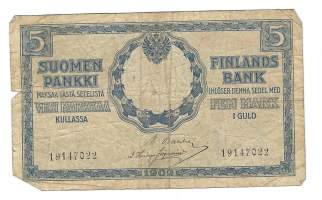 5
5
SUOMEN
PANKKI
MAKSAA TÄSTÄ SETELISTÄ
VIISI MARKKAA
KULLASSA
FINLANDS
BANK
INLÖSER DENNA SEDEL MED
FEM MARK
I GULD
19147022
19147022
1909